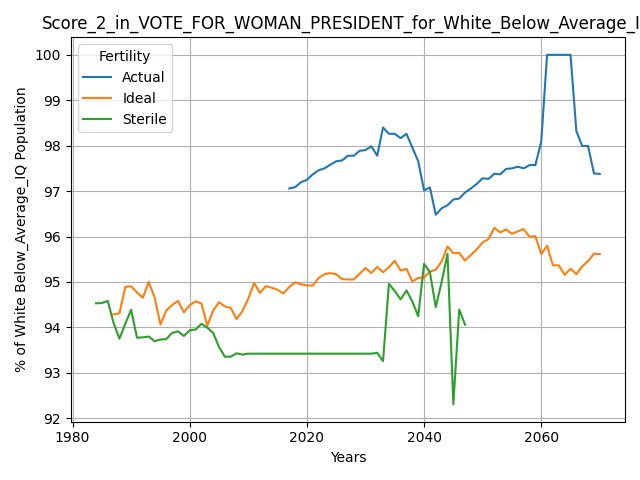 Score_2_in_VOTE_FOR_WOMAN_PRESIDENT_for_White_Below_Average_I
Fertility
Actual
Ideal
Sterile
% of White Below_Average_IQ Population
100
99
98
97
96
95
94
93
92
1980
2000
2020
2040
2060
Years